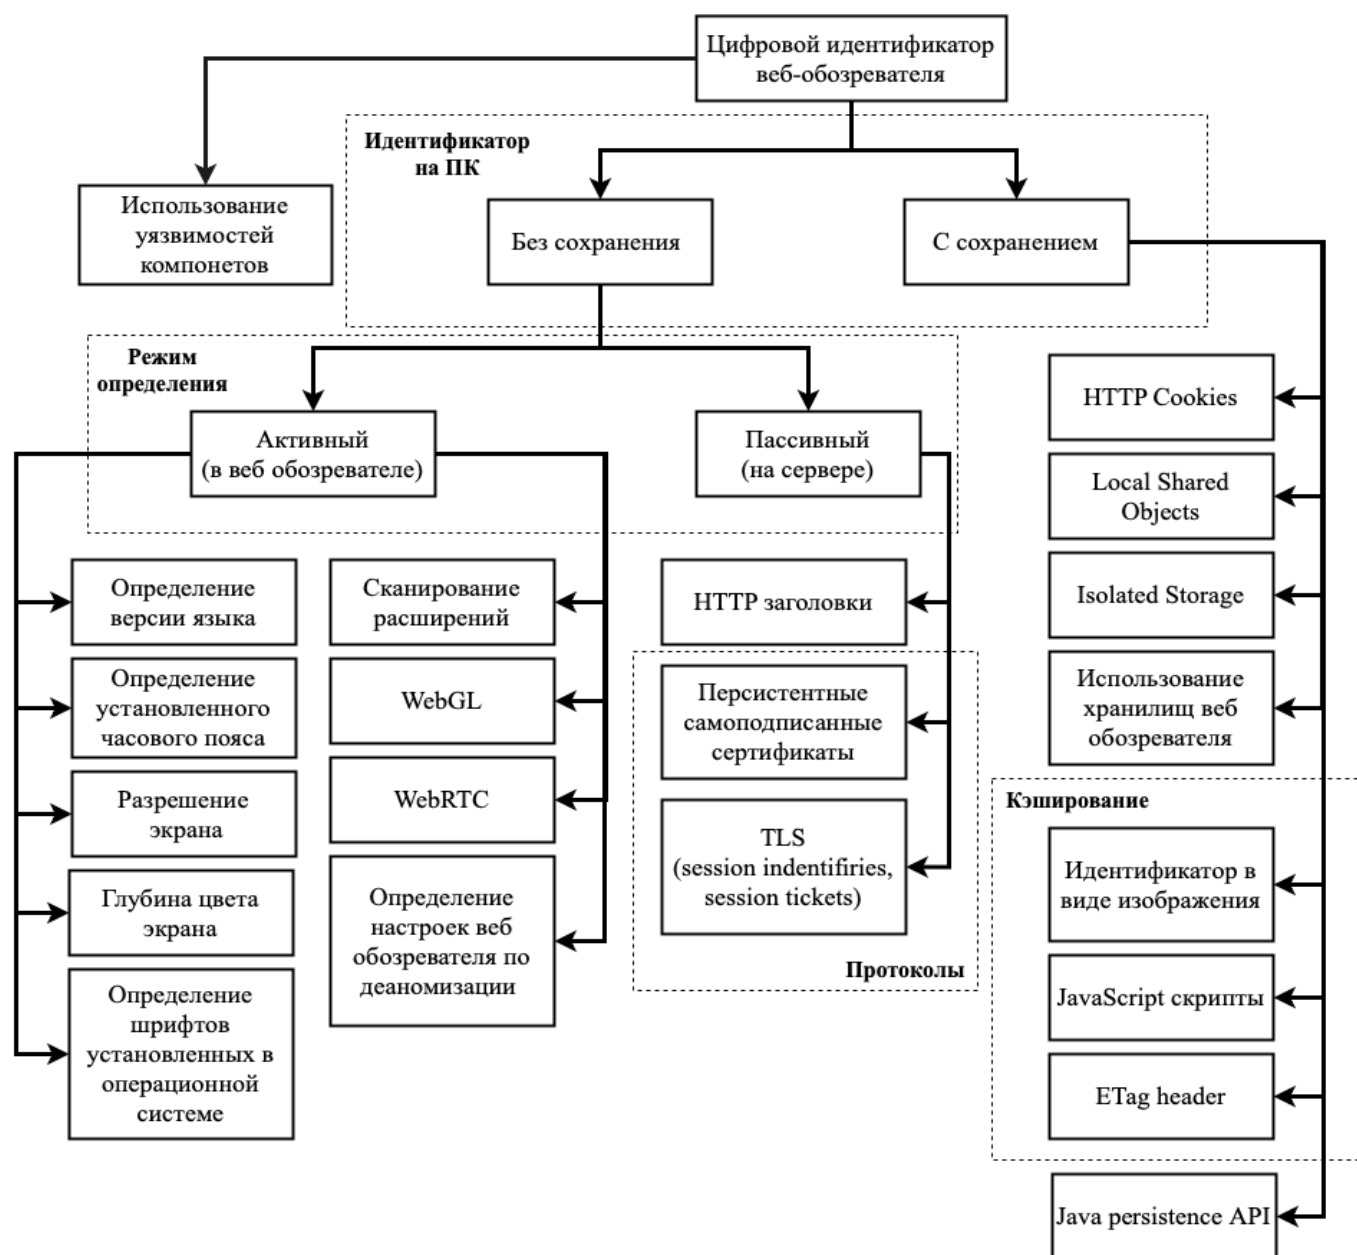 Цифровой идентификатор
веб-обозревателя
Идентификатор
на ПК
Использование
уязвимостей
компонетов
Без сохранения
С сохранением
Режим
определения
Активный
(в веб обозревателе)
Пассивный
(на сервере)
Определение
версии языка
Определение
установленного
часового пояса
Разрешение
экрана
Глубина цвета
экрана
Определение
шрифтов
установленных в
операционной
системе
Сканирование
расширений
WebGL
WebRTC
Определение
настроек веб
обозревателя по
деаномизации
HTTP заголовки
Персистентные
самоподписанные
сертификаты
TLS
(session indentifiries,
session tickets)
Протоколы
HTTP Cookies
Local Shared
Objects
Isolated Storage
Использование
хранилищ веб
обозревателя
Кэширование
Идентификатор в
виде изображения
JavaScript скрипты
ETag header
Java persistence API